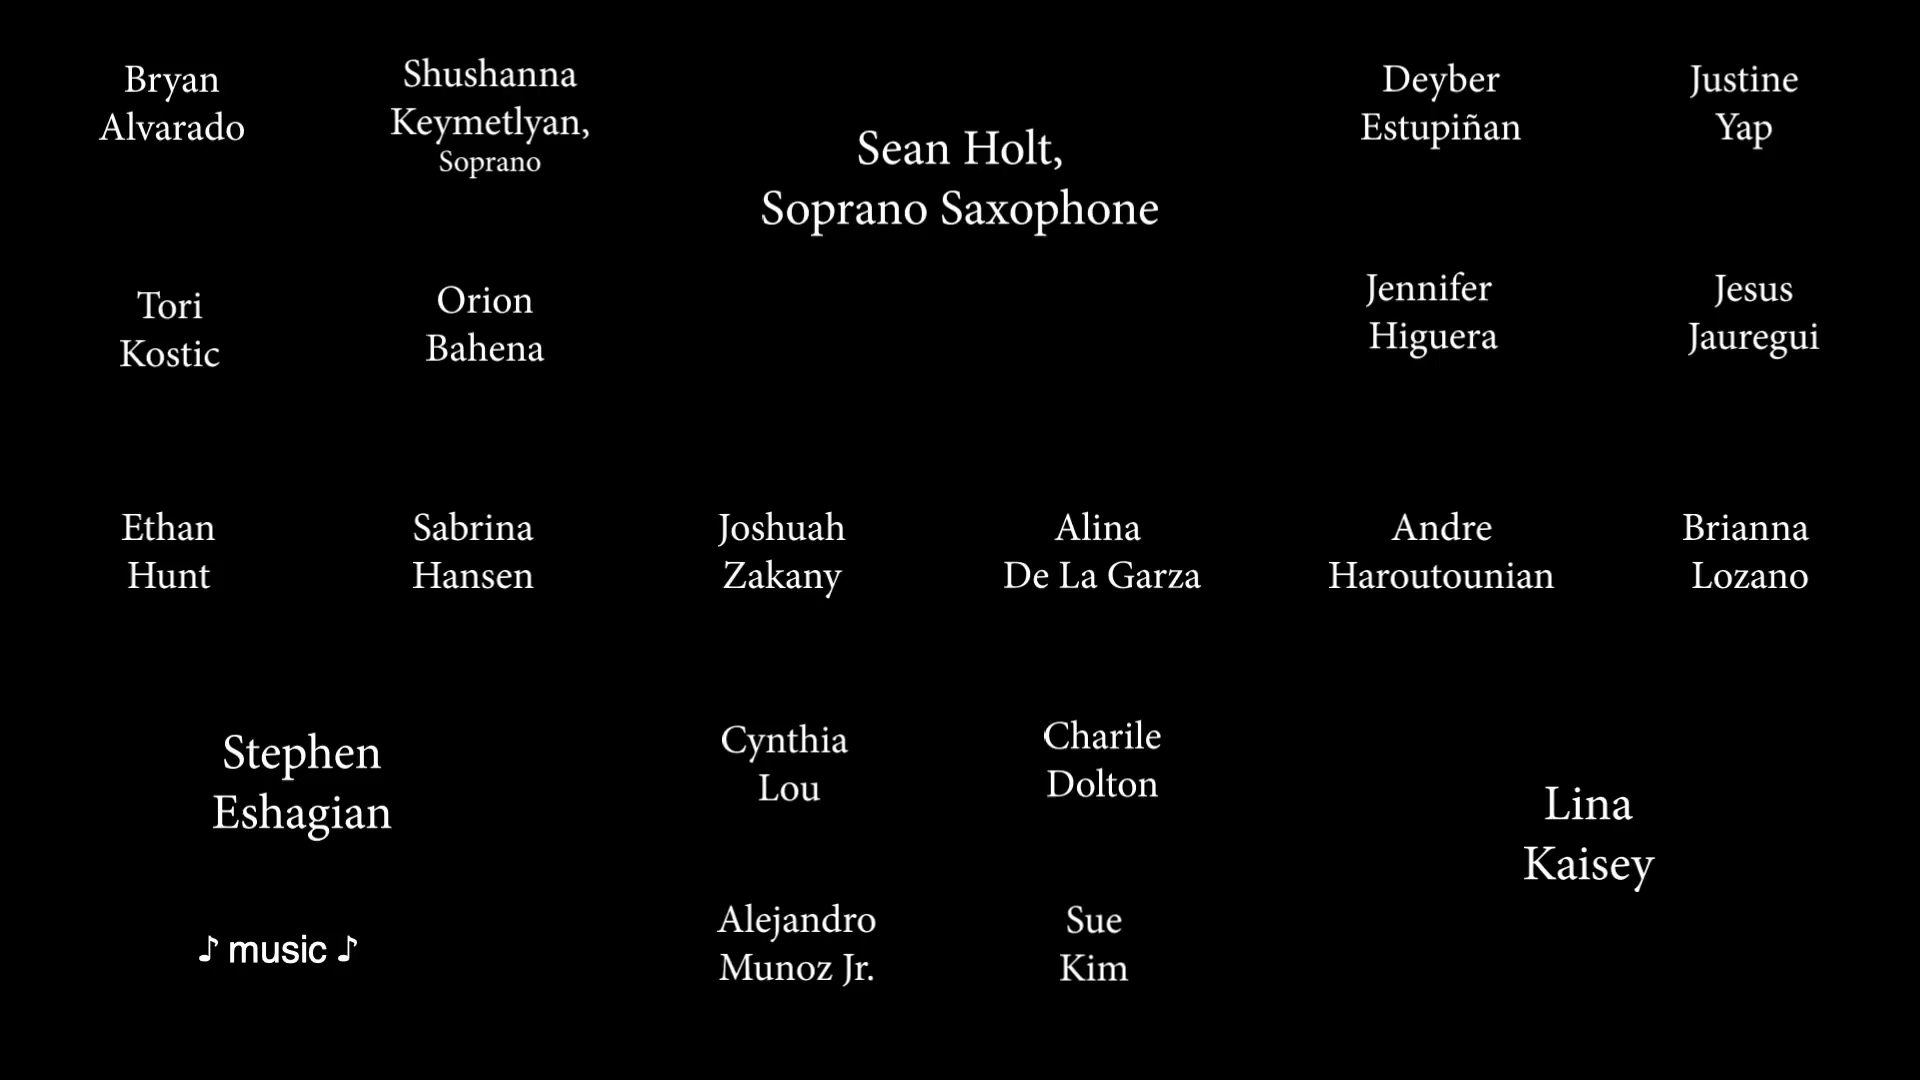 Bryan
Alvarado
Shushanna
Keymetlyan,
Soprano
Sean Holt,
Soprano Saxophone
Deyber
Estupiñan
Justine
Yap
Tori
Kostic
Orion
Bahena
Jennifer
Higuera
Jesus
Jauregui
Ethan
Hunt
Sabrina
Hansen
Joshuah
Zakany
Alina
De La Garza
Andre
Haroutounian
Brianna
Lozano
Stephen
Eshagian
Cynthia
Lou
Charile
Dolton
Lina
Kaisey
Alejandro
Munoz Jr.
Sue
Kim
♪ music ♪